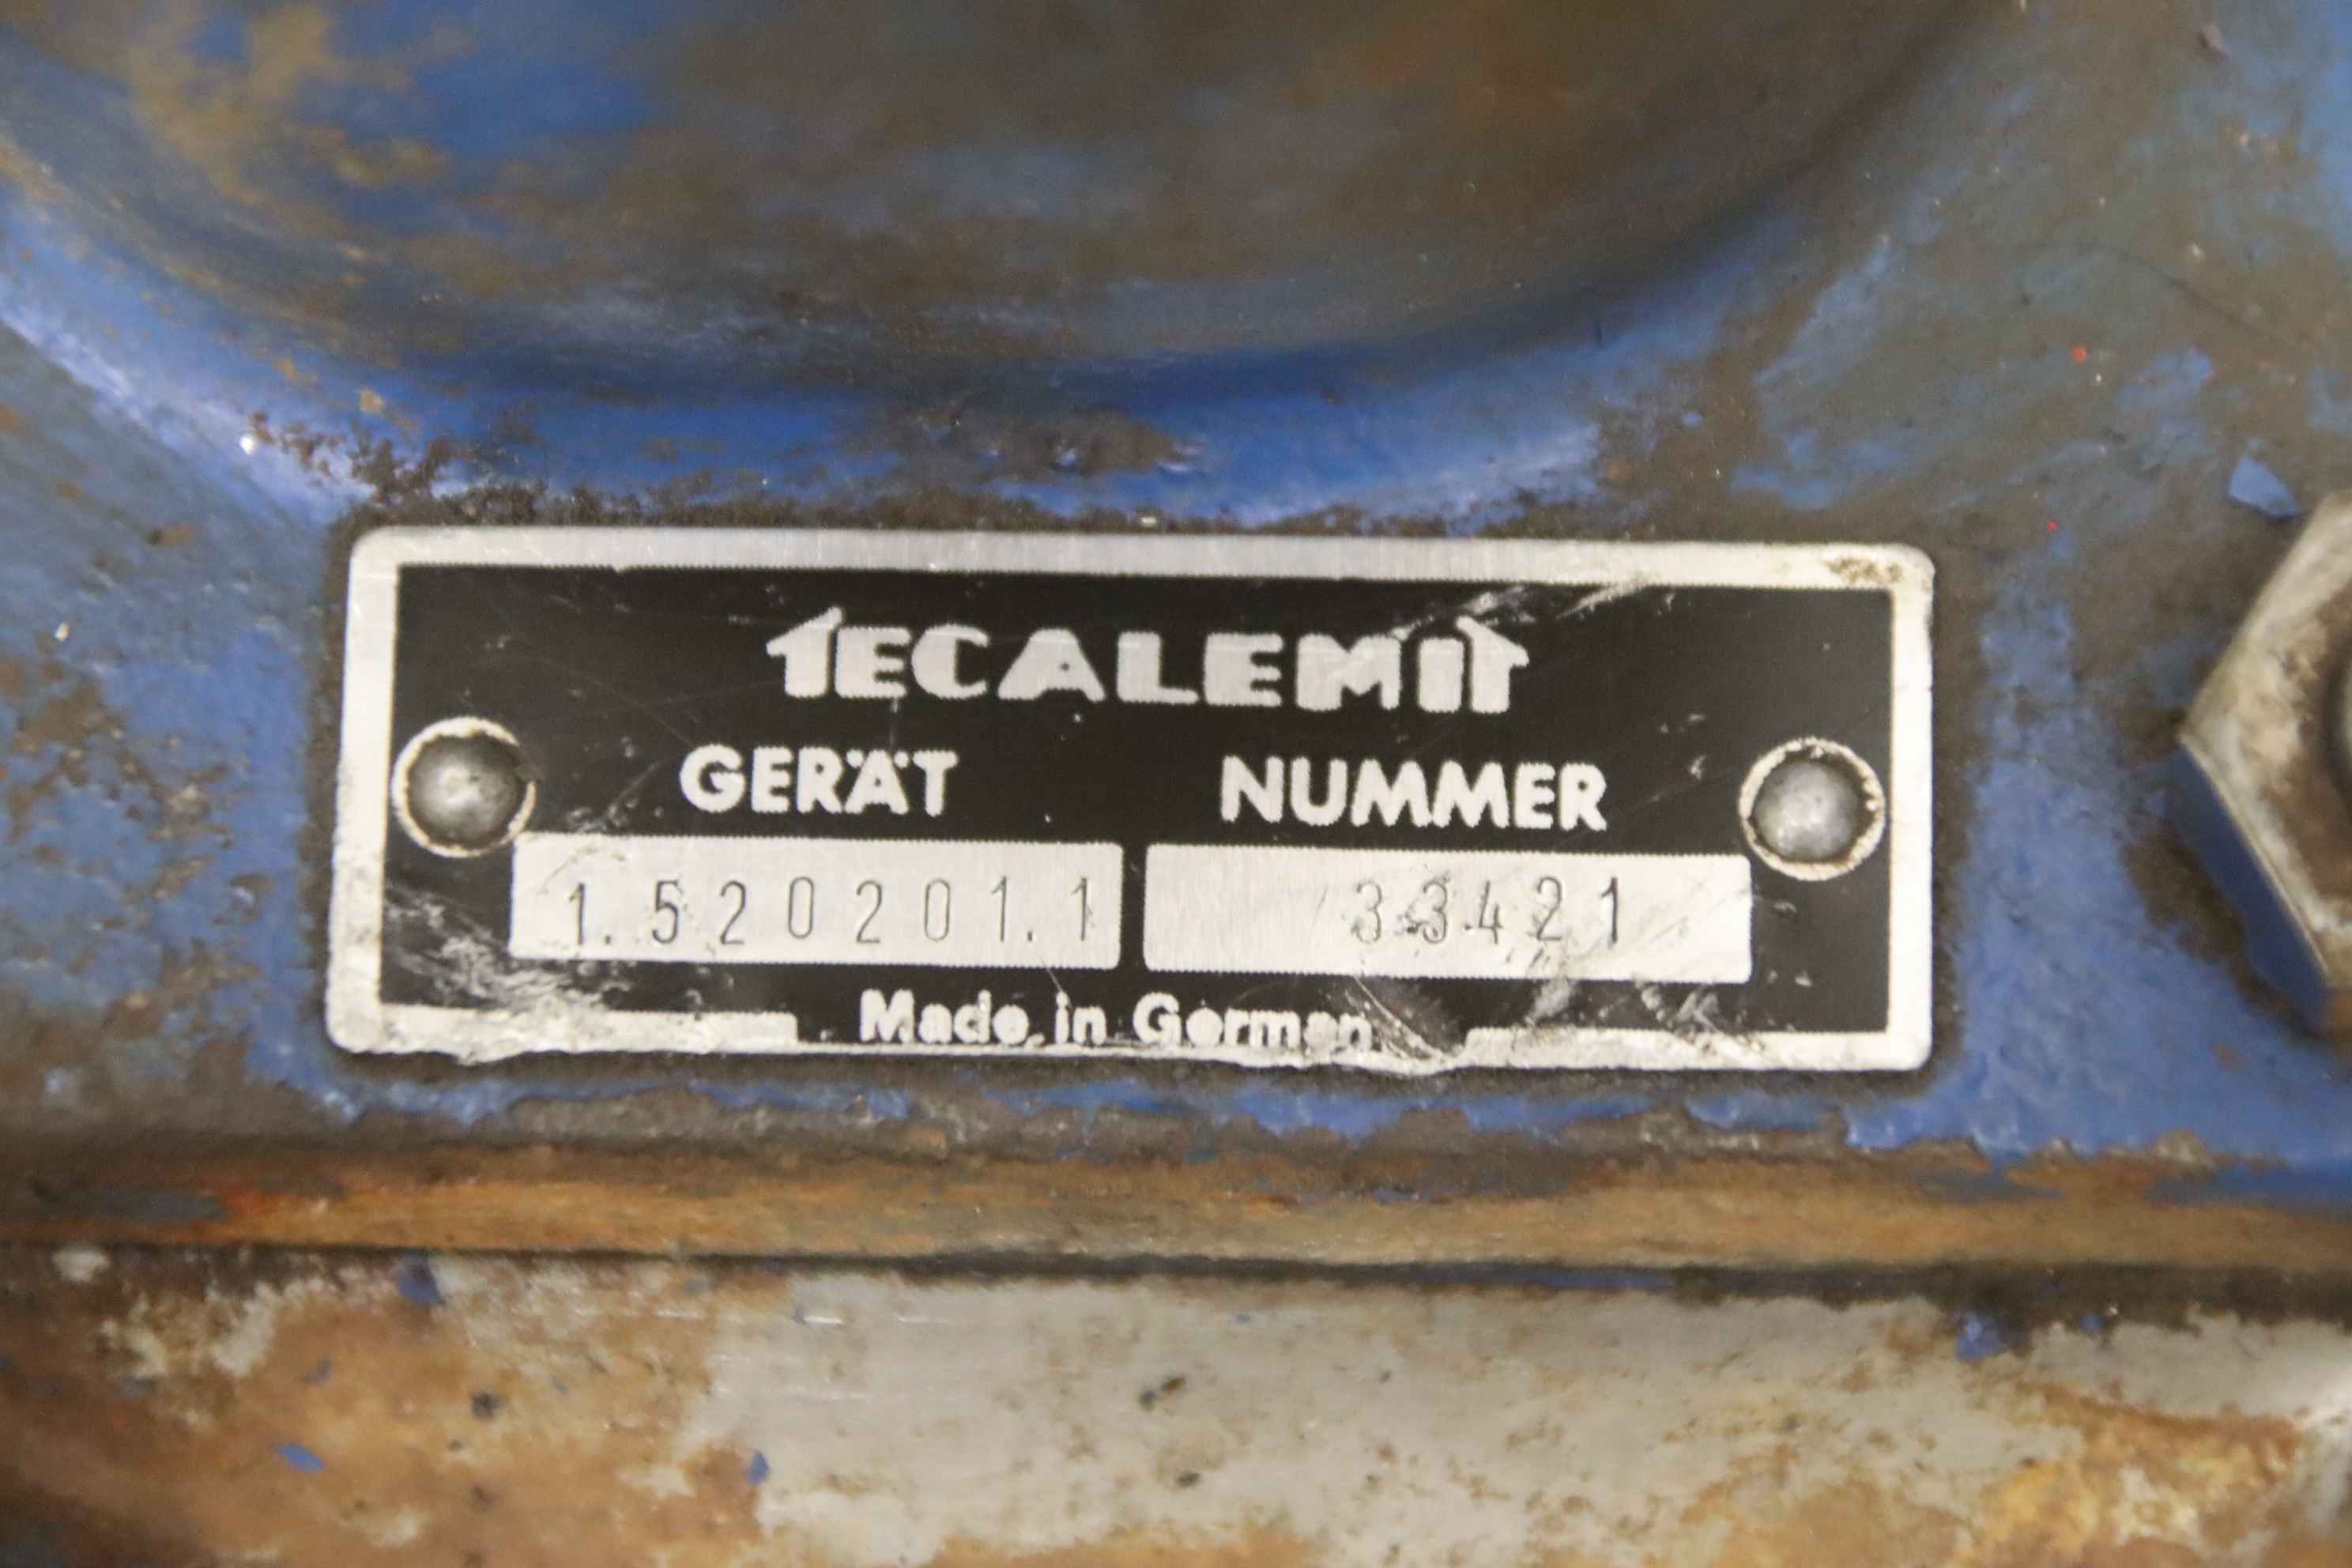 TECALEMIT
GERÄT NUMMER
1.520201.1 33421
Made in German